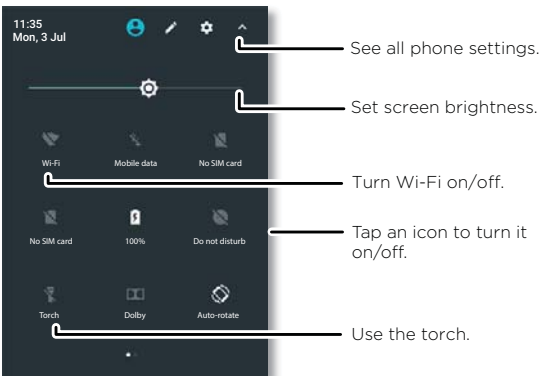 11:35
Mon, 3 Jul
See all phone settings.
Set screen brightness.
Wi-Fi Mobile data No SIM card
Turn Wi-Fi on/off.
No SIM card 100% Do not disturb
Tap an icon to turn it
on/off.
Torch Dolby Auto-rotate
Use the torch.